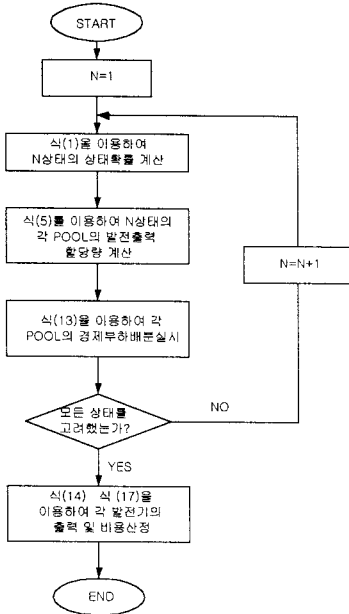 START
N=1
식(1)을 이용하여
N상태의 상태확률 계산
식(5)를 이용하여 N상태의
각 POOL의 발전출력
할당량 계산
N=N+1
식(13)을 이용하여 각
POOL의 경제부하배분실시
모든 상태를
고려했는가?
NO
YES
식(14) 식 (17)을
이용하여 각 발전기의
출력 및 비용산정
END